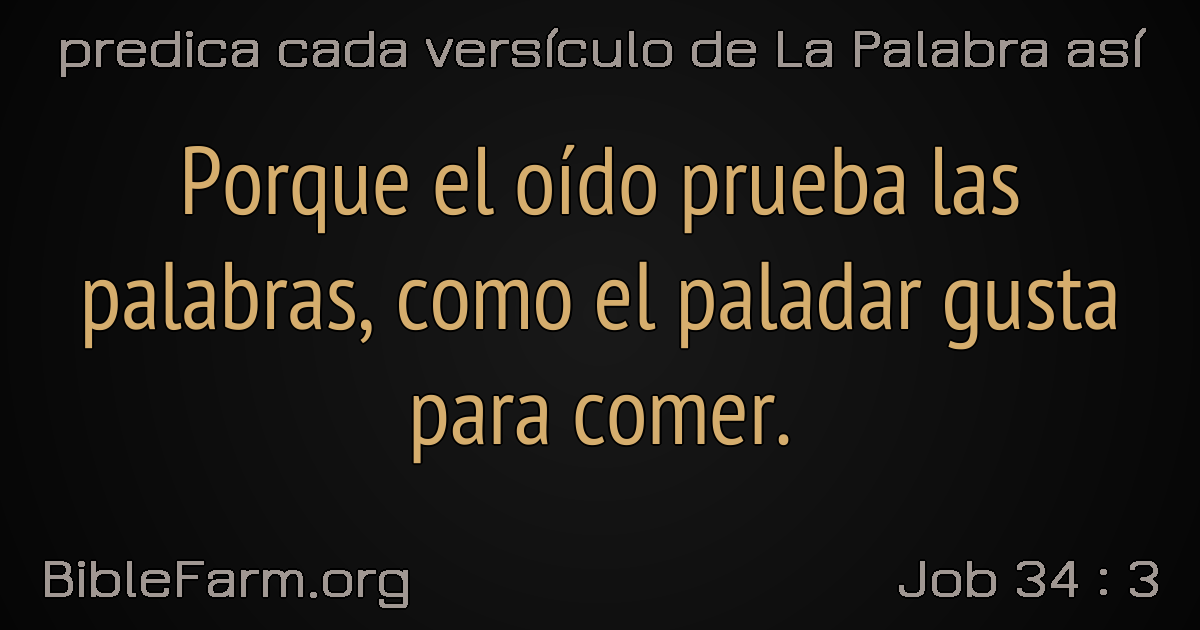 predica cada versículo de La Palabra así
Porque el oído prueba las
palabras, como el paladar gusta
para comer.
BibleFarm.org
Job 34 : 3